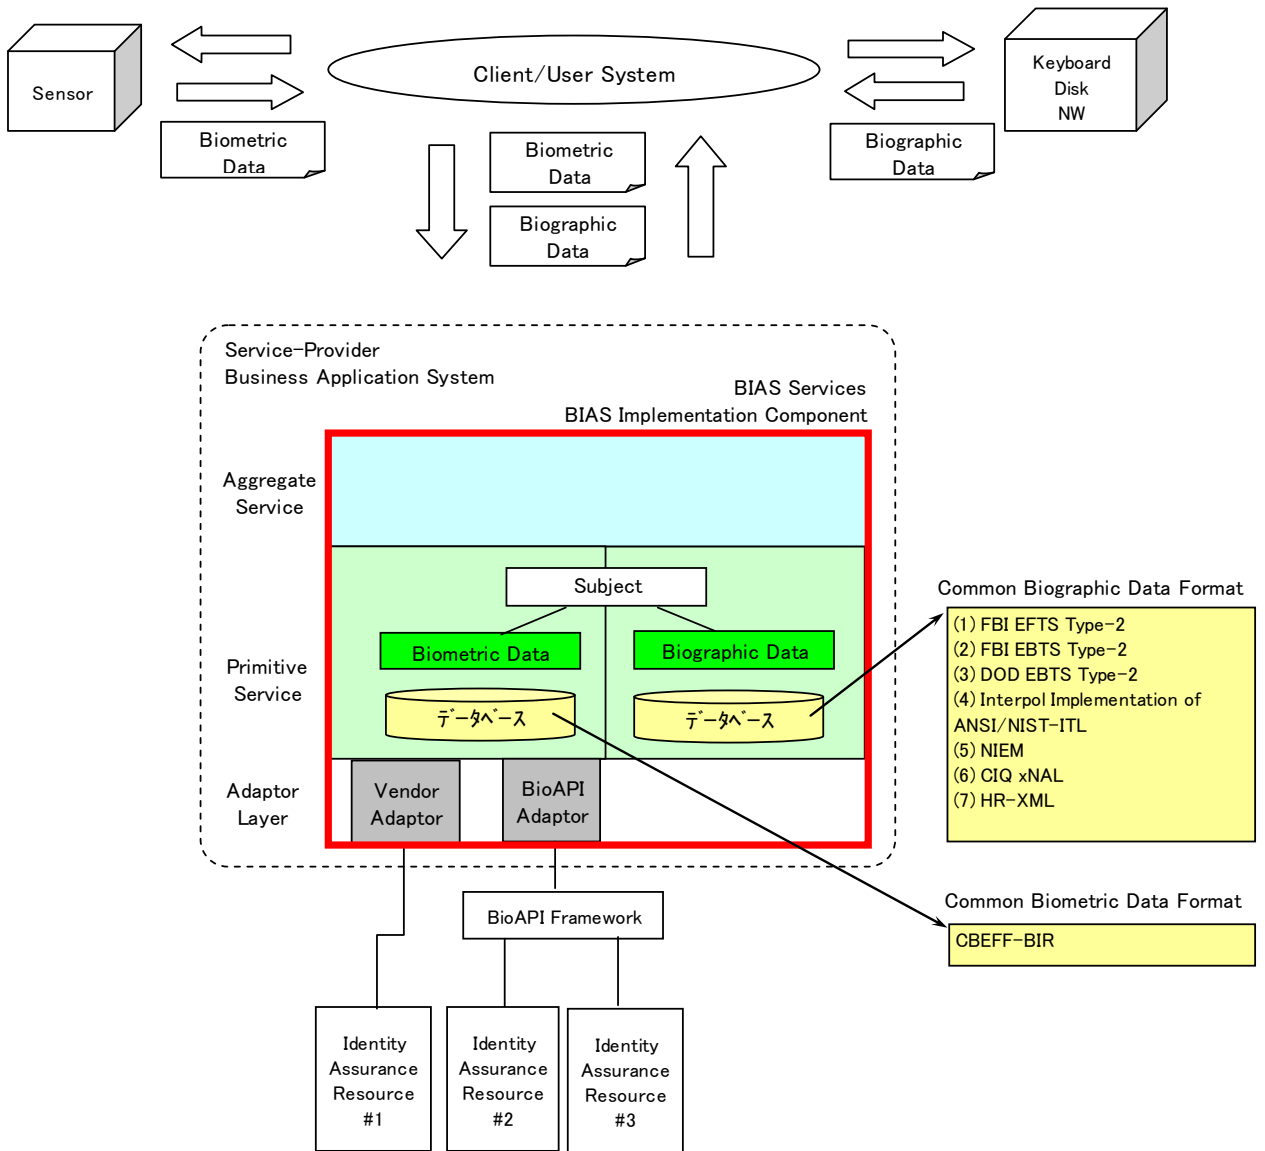 Sensor
Client/User System
Keyboard
Disk
NW
Biometric
Data
Biometric
Data
Biographic
Data
Biographic
Data
Service-Provider
Business Application System
BIAS Services
BIAS Implementation Component
Aggregate
Service
Subject
Biometric Data
Biographic Data
Primitive
Service
データベース
データベース
Adaptor
Layer
Vendor
Adaptor
BioAPI
Adaptor
Common Biographic Data Format
(1) FBI EFTS Type-2
(2) FBI EBTS Type-2
(3) DOD EBTS Type-2
(4) Interpol Implementation of
ANSI/NIST-ITL
(5) NIEM
(6) CIQ xNAL
(7) HR-XML
Common Biometric Data Format
CBEFF-BIR
BioAPI Framework
Identity
Assurance
Resource
#1
Identity
Assurance
Resource
#2
Identity
Assurance
Resource
#3